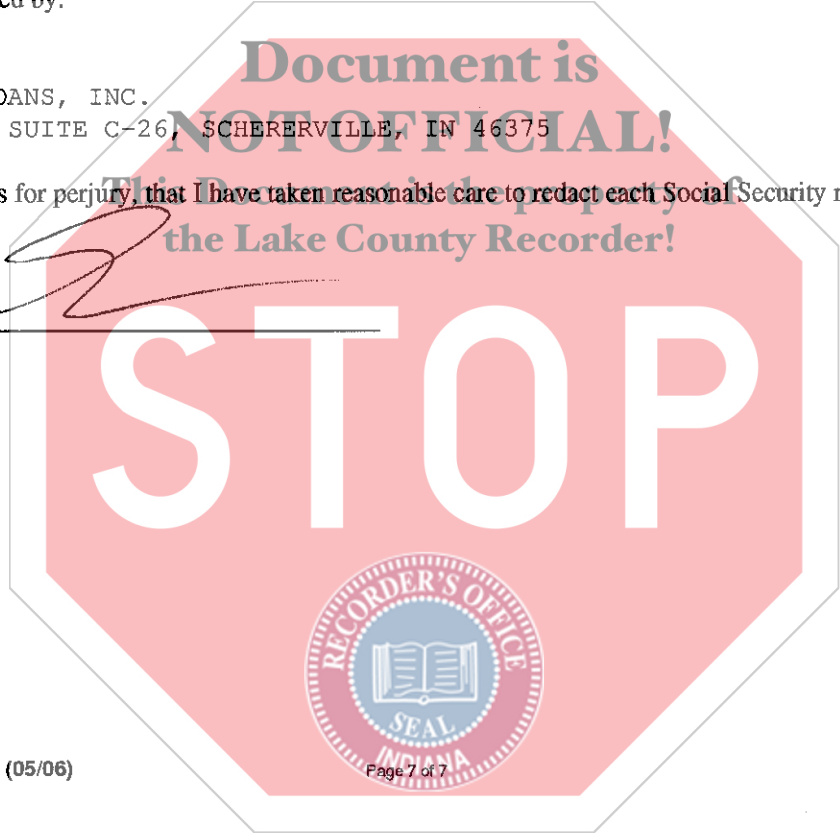 ed by:
Document is
OANS, INC.
SUITE C-26, SCHERERVILLE, IN 46375
NOT OFFICIAL!
s for perjury, that I have taken reasonable care to redact each Social Security
This Document is the property of
the Lake County Recorder!
STOP
RECORDER'S OFFICE
SEAL
INDIANA
(05/06)
Page 7 of 7